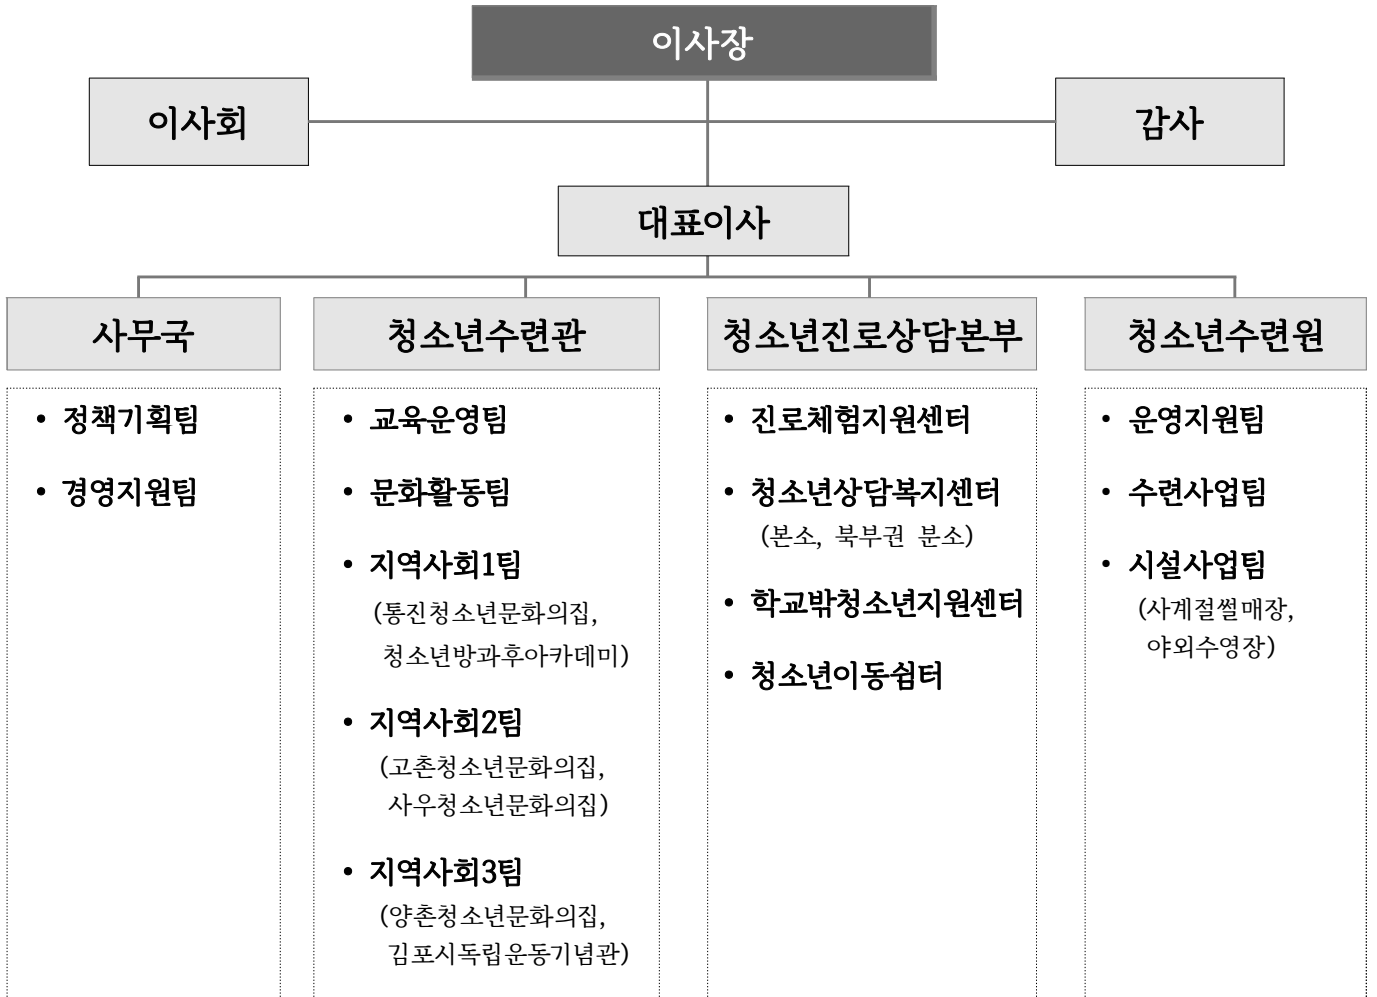 이사장
이사회
감사
대표이사
사무국
• 정책기획팀
• 경영지원팀
청소년수련관
• 교육운영팀
• 문화활동팀
• 지역사회1팀
(통진청소년문화의집,
청소년방과후아카데미)
• 지역사회2팀
(고촌청소년문화의집,
사우청소년문화의집)
• 지역사회3팀
(양촌청소년문화의집,
김포시독립운동기념관)
청소년진로상담본부
• 진로체험지원센터
• 청소년상담복지센터
(본소, 북부권 분소)
• 학교밖청소년지원센터
• 청소년이동쉼터
청소년수련원
• 운영지원팀
• 수련사업팀
• 시설사업팀
(사계절썰매장,
야외수영장)